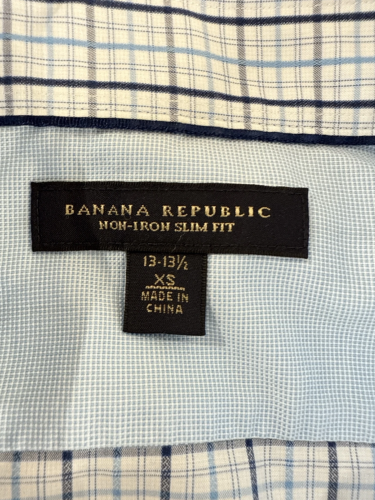 BANANA REPUBLIC
NON-IRON SLIM FIT
13-13½
XS
MADE IN
CHINA